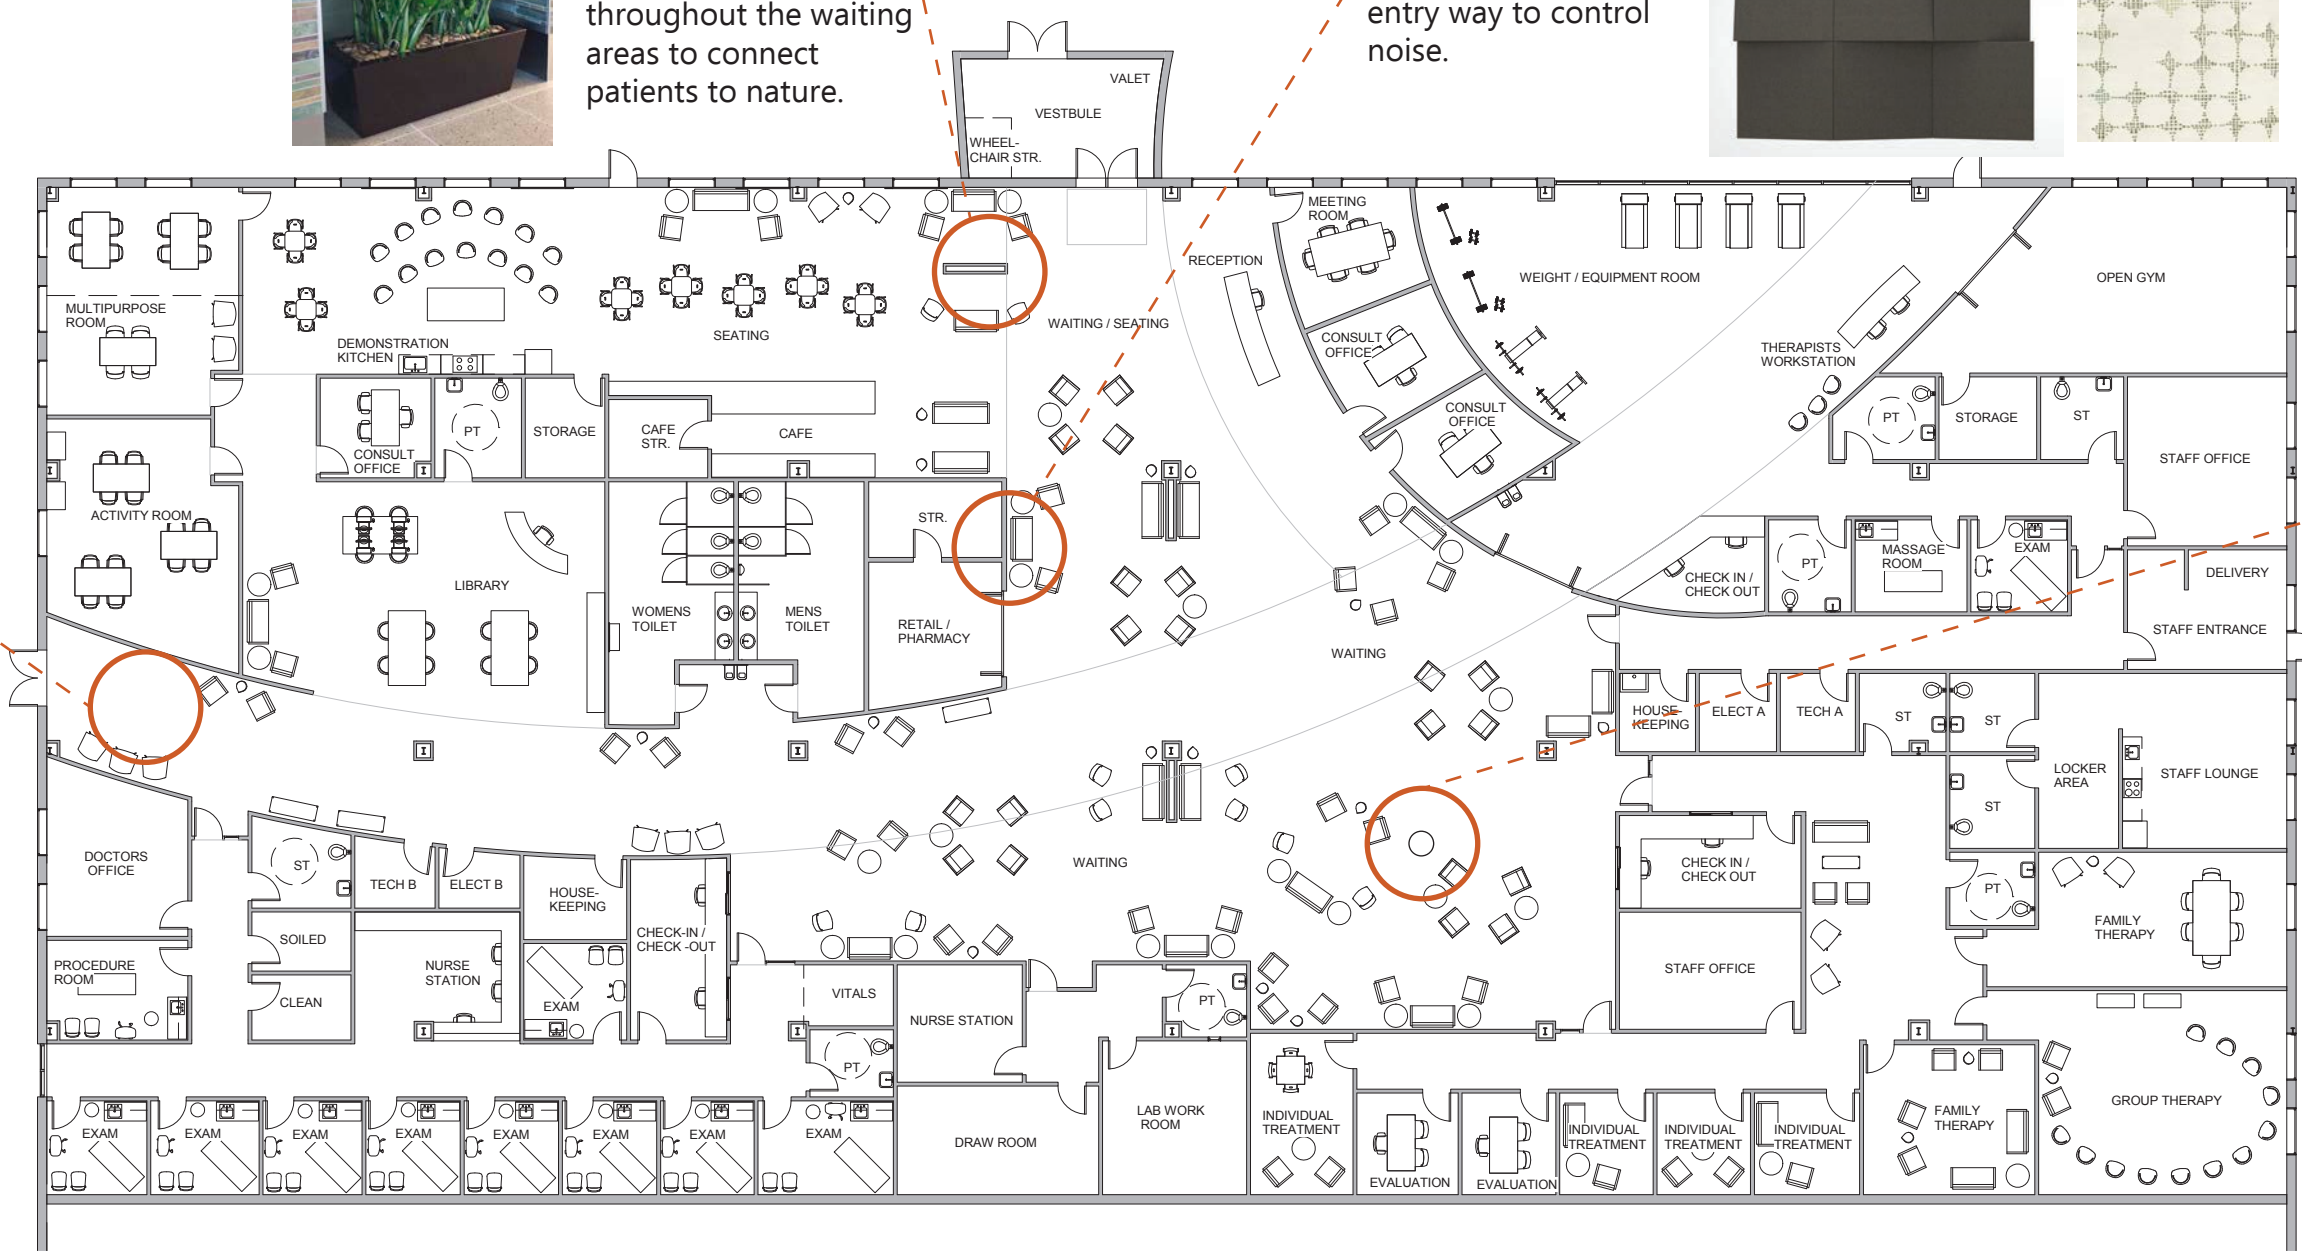 throughout the waiting
areas to connect
patients to nature.
entry way to control
noise.
VALET
VESTBULE
WHEEL-
CHAIR STR.
MEETING
ROOM
RECEPTION
WEIGHT / EQUIPMENT ROOM
OPEN GYM
MULTIPURPOSE
ROOM
DEMONSTRATION
KITCHEN
SEATING
WAITING / SEATING
CONSULT
OFFICE
THERAPISTS
WORKSTATION
CONSULT
OFFICE
PT
STORAGE
ST
STAFF OFFICE
CONSULT
OFFICE
PT
STORAGE
CAFE
STR.
CAFE
ACTIVITY ROOM
STR.
LIBRARY
WOMENS
TOILET
MENS
TOILET
RETAIL /
PHARMACY
CHECK IN /
CHECK OUT
PT
MASSAGE
ROOM
EXAM
DELIVERY
STAFF ENTRANCE
WAITING
HOUSE-
KEEPING
ELECT A
TECH A
ST
ST
LOCKER
AREA
STAFF LOUNGE
ST
DOCTORS
OFFICE
ST
TECH B
ELECT B
HOUSE-
KEEPING
WAITING
CHECK IN /
CHECK OUT
PT
FAMILY
THERAPY
SOILED
CHECK-IN /
CHECK -OUT
PROCEDURE
ROOM
NURSE
STATION
STAFF OFFICE
CLEAN
EXAM
VITALS
NURSE STATION
PT
PT
EXAM
EXAM
EXAM
EXAM
EXAM
EXAM
EXAM
EXAM
DRAW ROOM
LAB WORK
ROOM
INDIVIDUAL
TREATMENT
EVALUATION
EVALUATION
INDIVIDUAL
TREATMENT
INDIVIDUAL
TREATMENT
INDIVIDUAL
TREATMENT
FAMILY
THERAPY
GROUP THERAPY